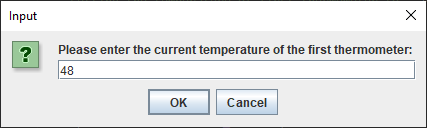 Input
Please enter the current temperature of the first thermometer:
48
OK Cancel